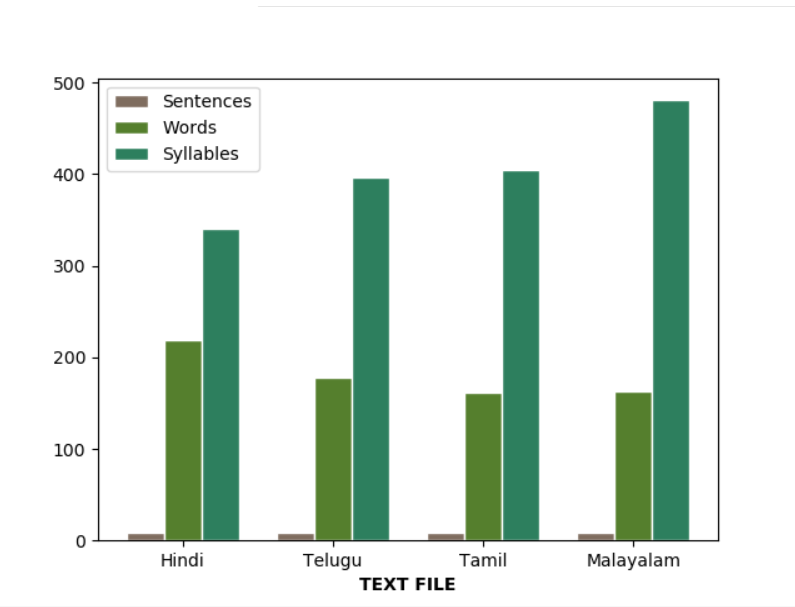 500
400
300
200
100
0
Sentences
Words
Syllables
Hindi Telugu Tamil Malayalam
TEXT FILE